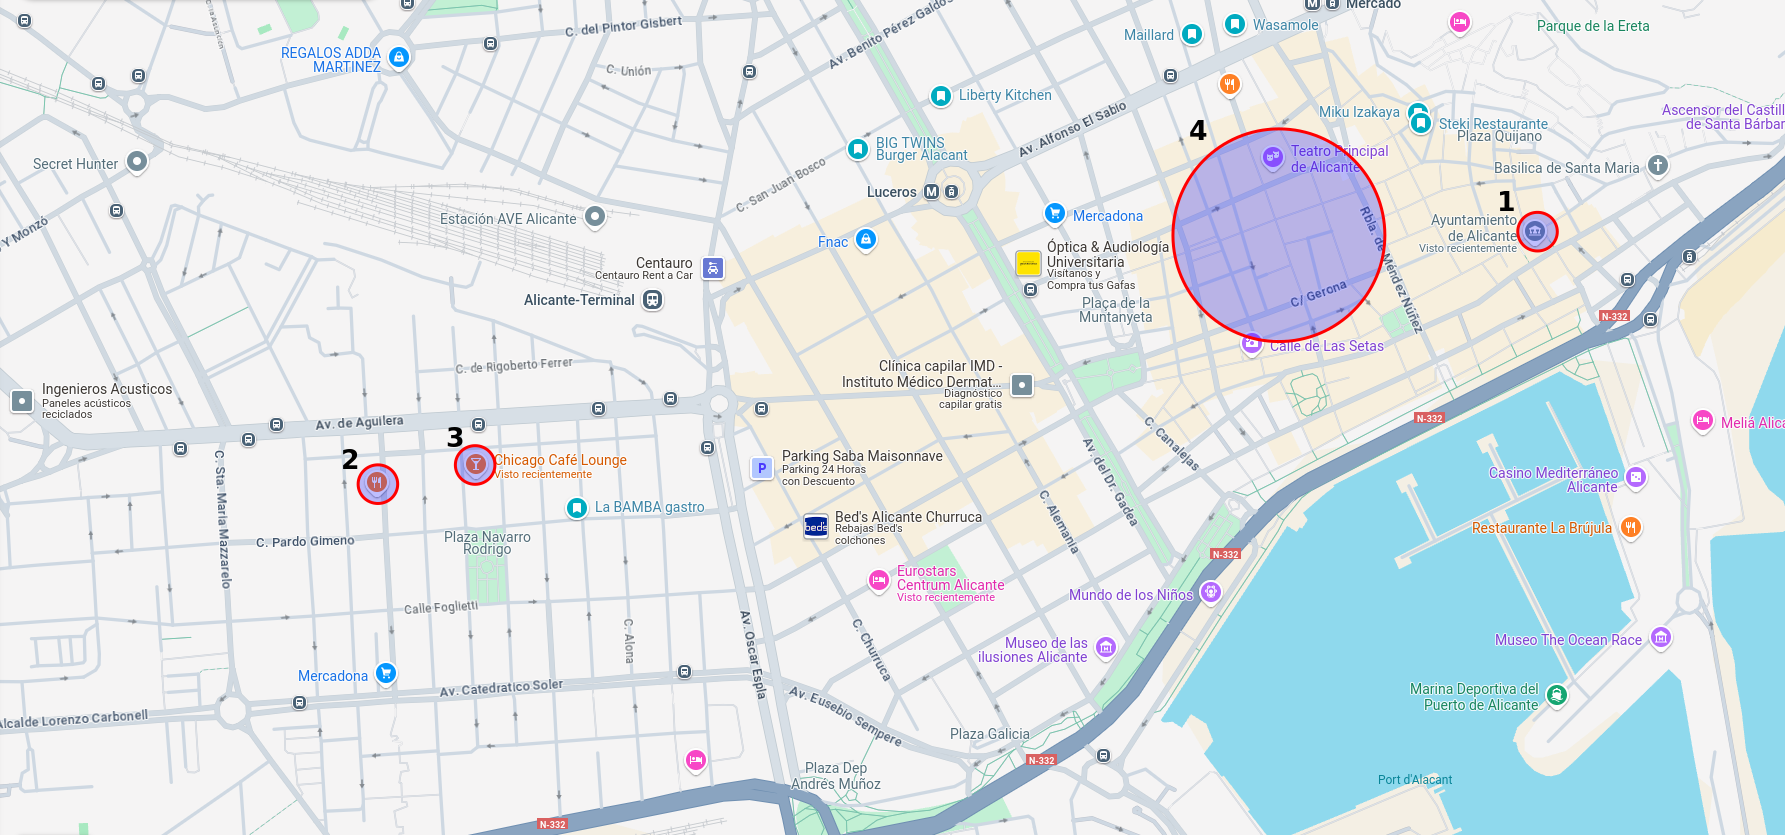 C. del Pintor Gisbert
REGALOS ADDA
MARTINEZ
C. Unión
Av. Benito Pérez Galdós
Maillard
Wasamole
Mercado
Parque de la Ereta
Liberty Kitchen
Av. Alfonso El Sabio
4
Miku Izakaya
Steki Restaurante
Plaza Quijano
Ascensor del Castill
de Santa Bárbar
Secret Hunter
BIG TWINS
Burger Alacant
Teatro Principal
de Alicante
Basilica de Santa Maria
C. San Juan Bosco
Luceros
M
1
Ayuntamiento
de Alicante
Visto recientemente
Estación AVE Alicante
Mercadona
Y Monzó
Fnac
Rbla. de Méndez Núñez
Óptica & Audiología
Universitaria
Visítanos y
Compra tus Gafas
Centauro
Centauro Rent a Car
Alicante-Terminal
Plaça de la
Muntanyeta
C/ Gerona
N-332
Calle de Las Setas
C. de Rigoberto Ferrer
Clínica capilar IMD -
Instituto Médico Dermat...
Diagnóstico
capilar gratis
Ingenieros Acusticos
Paneles acústicos
reciclados
Av. de Aguilera
N-332
Meliá Alica
3
2
Chicago Café Lounge
Visto recientemente
C. Sta. María Mazzarelo
Parking Saba Maisonnave
Parking 24 Horas
con Descuento
P
C. Canalejas
Av. del Dr. Gadea
Casino Mediterráneo
Alicante
La BAMBA gastro
beds
Bed's Alicante Churruca
Rebajas Bed's
colchones
C. Alemania
Restaurante La Brújula
C. Pardo Gimeno
Plaza Navarro
Rodrigo
N-332
Eurostars
Centrum Alicante
Visto recientemente
Mundo de los Niños
Calle Foglietti
C. Alona
Av. Oscar Espla
C. Churruca
Museo de las
ilusiones Alicante
Museo The Ocean Race
Mercadona
Av. Catedratico Soler
Alcalde Lorenzo Carbonell
Av. Eusebio Sempere
Marina Deportiva del
Puerto de Alicante
Plaza Galicia
N-332
Plaza Dep
Andrés Muñoz
Port d'Alacant
N-332